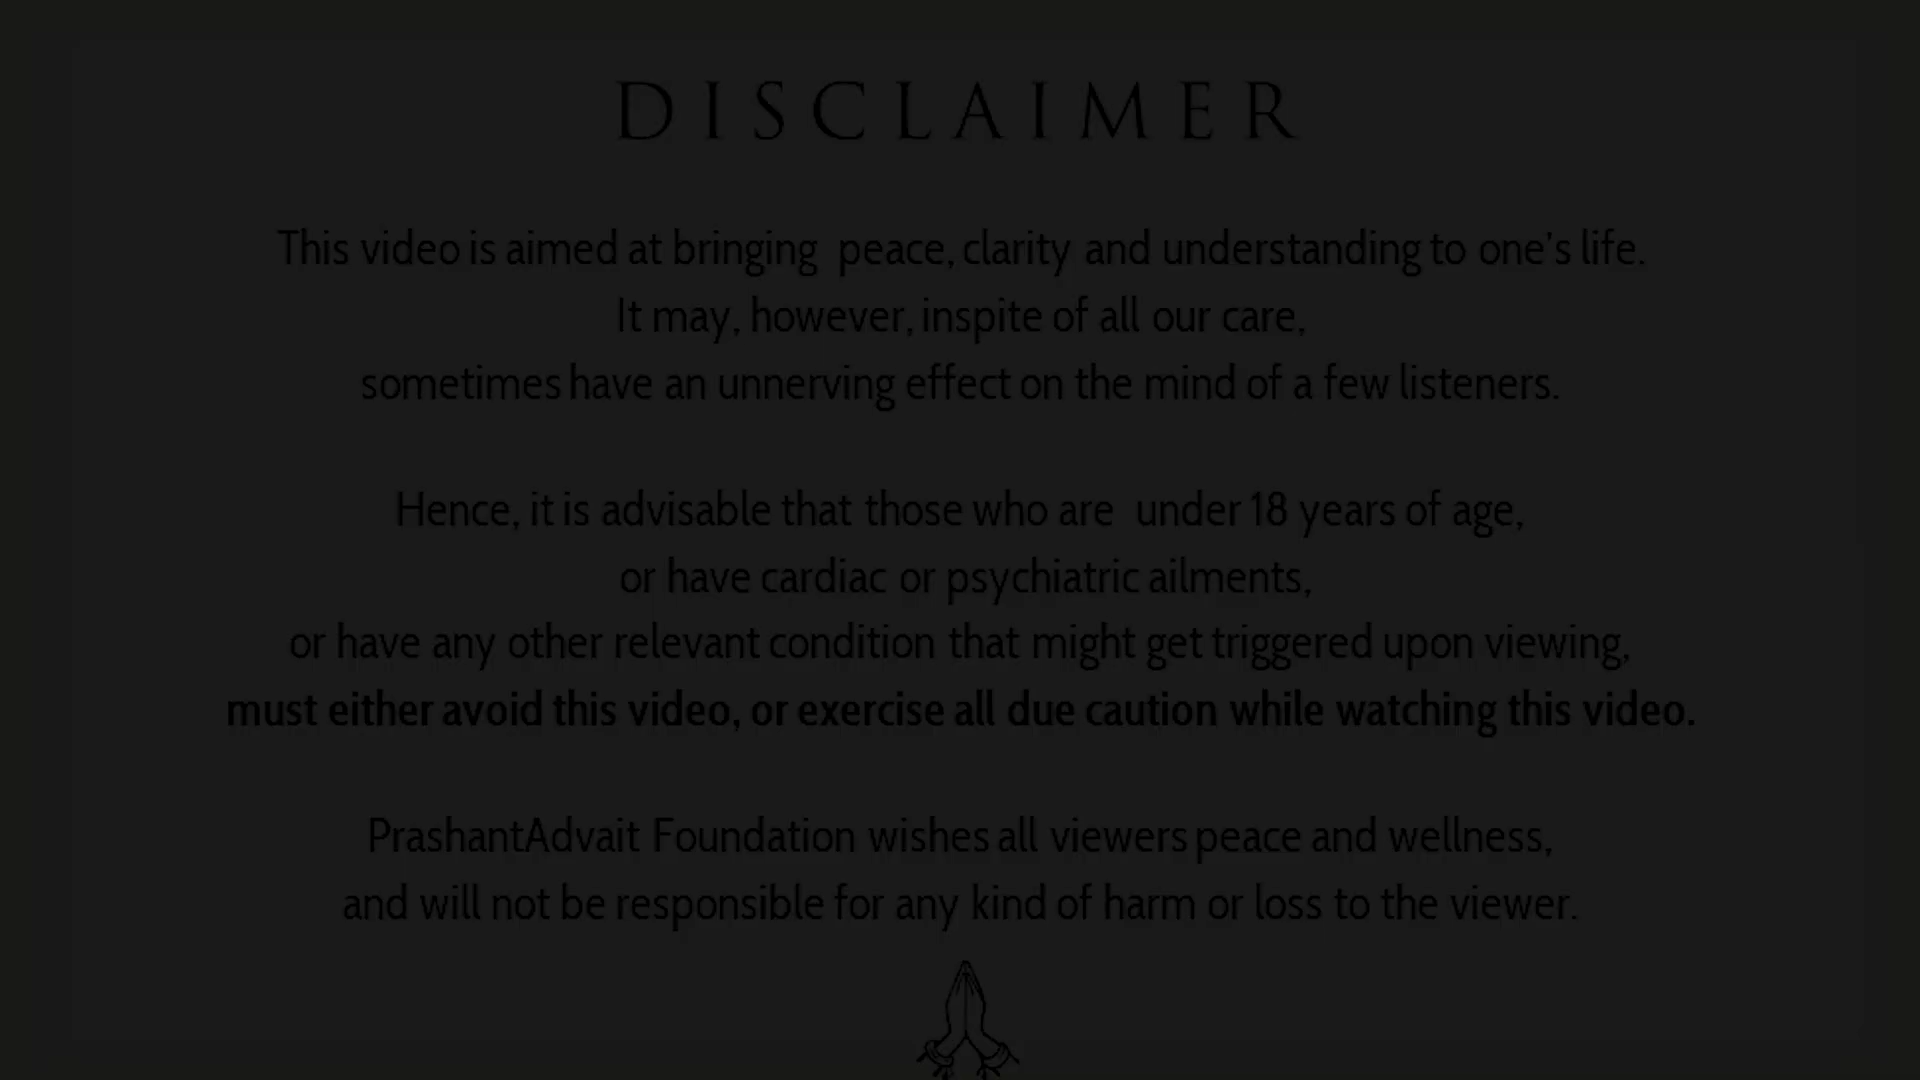 DISCLAIMER
This video is aimed at bringing peace, clarity and understanding to one's life.
It may, however, inspite of all our care,
sometimes have an unnerving effect on the mind of a few listeners.
Hence, it is advisable that those who are under 18 years of age,
or have cardiac or psychiatric ailments,
or have any other relevant condition that might get triggered upon viewing,
must either avoid this video, or exercise all due caution while watching this video.
PrashantAdvait Foundation wishes all viewers peace and wellness,
and will not be responsible for any kind of harm or loss to the viewer.